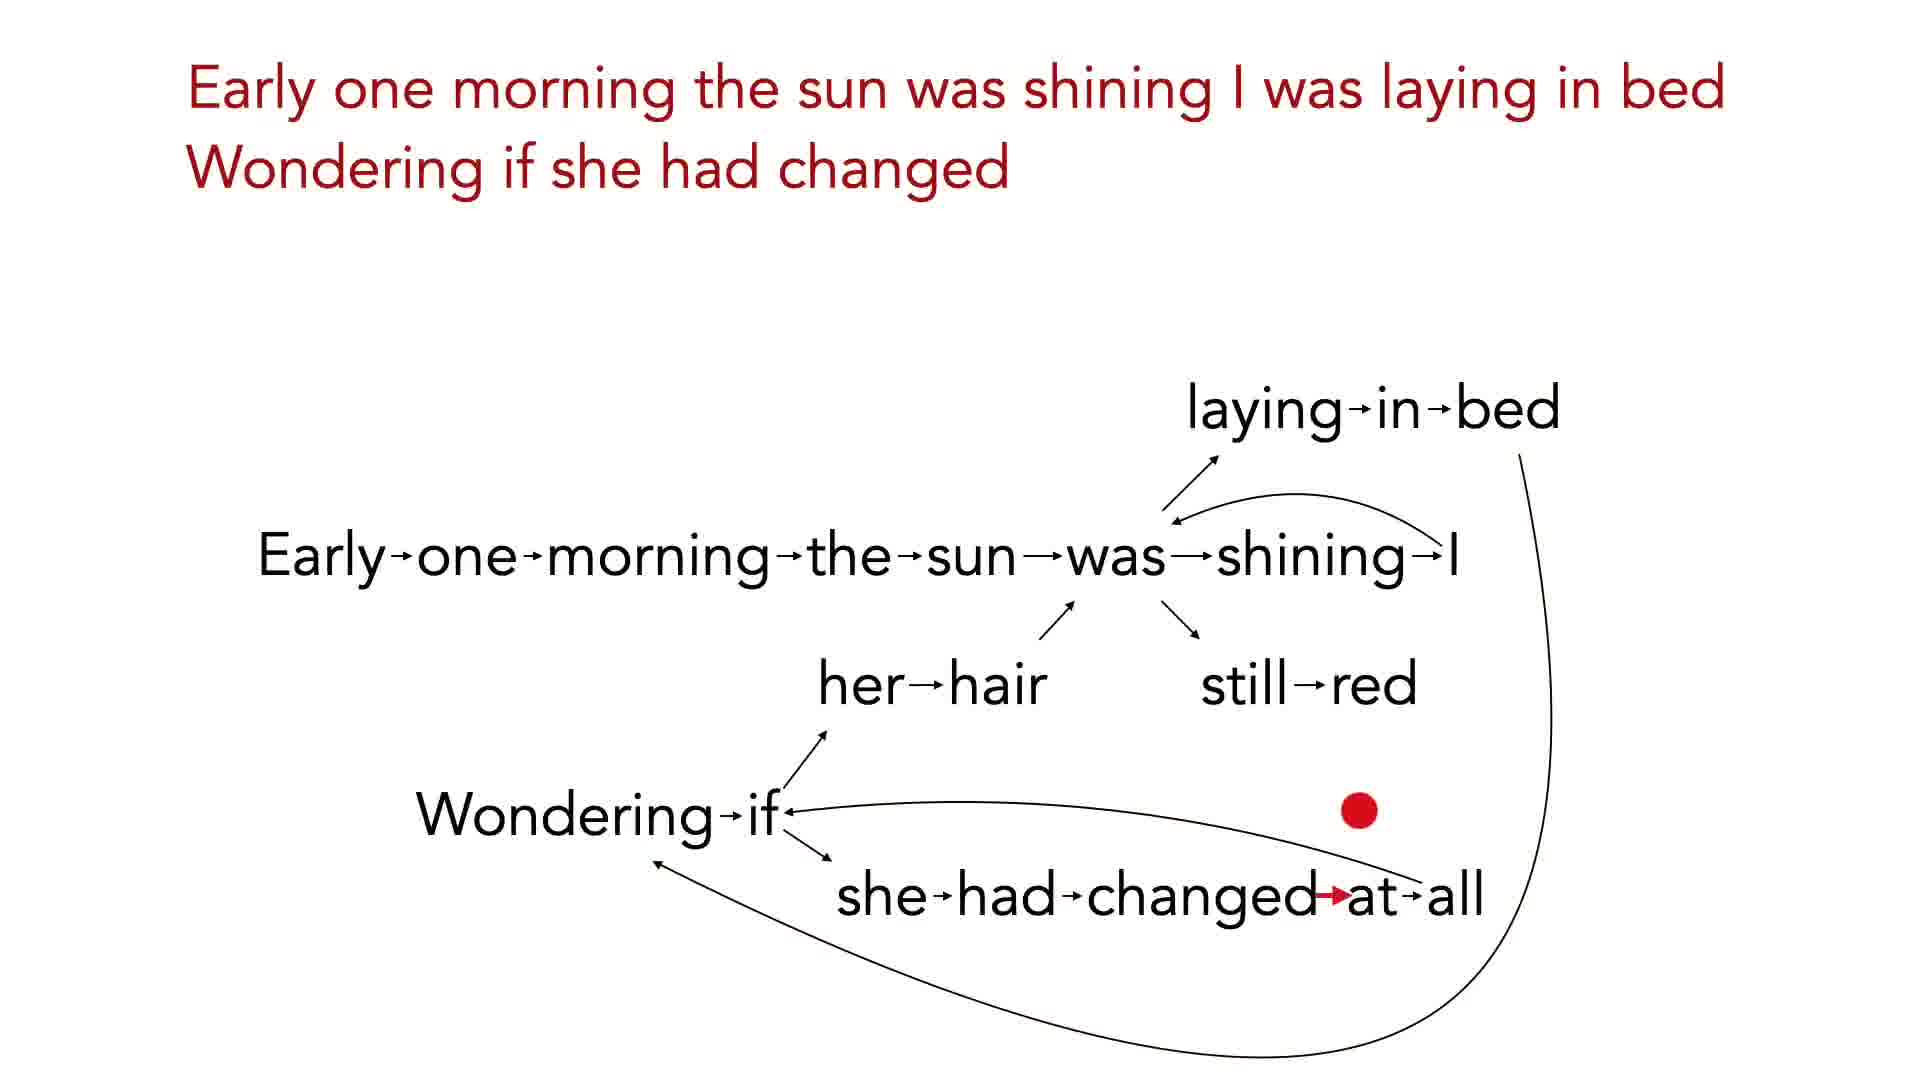 Early one morning the sun was shining I was laying in bed
Wondering if she had changed
laying in bed
Early one morning the sun was shining I
her hair still red
Wondering if
she had changed at all